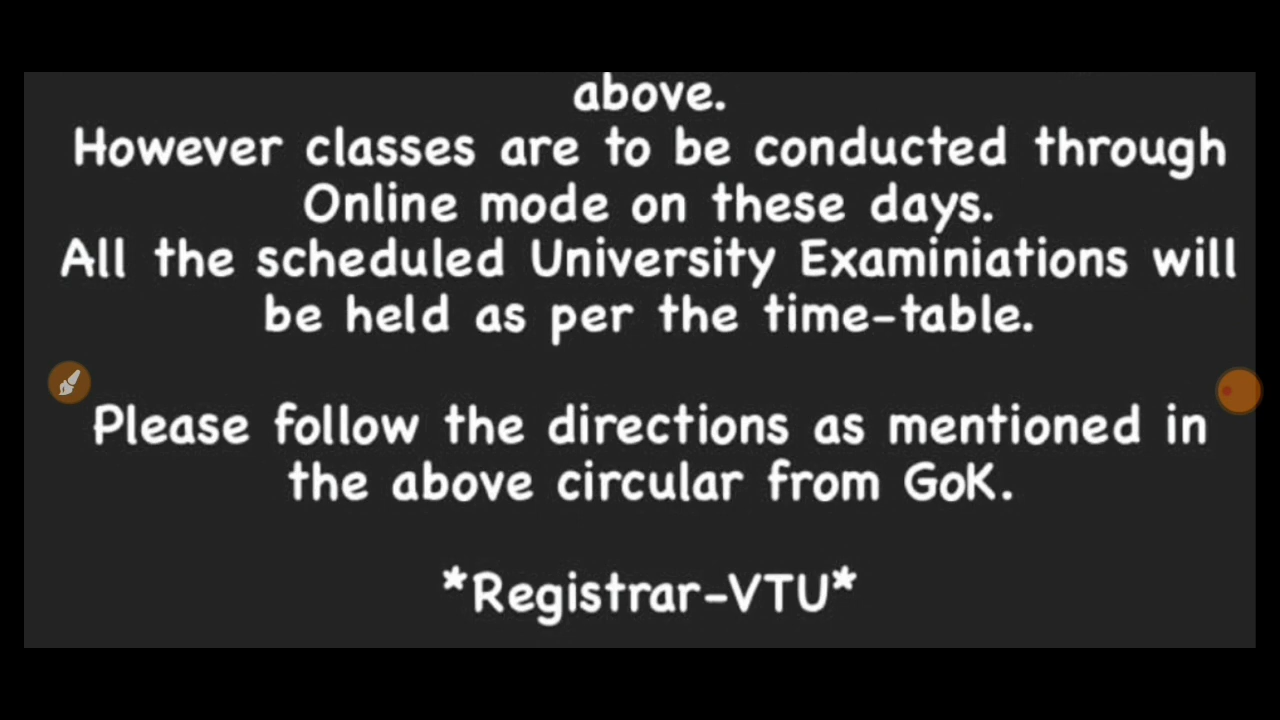 above.
However classes are to be conducted through
Online mode on these days.
All the scheduled University Examiniations will
be held as per the time-table.
Please follow the directions as mentioned in
the above circular from GoK.
*Registrar-VTU*